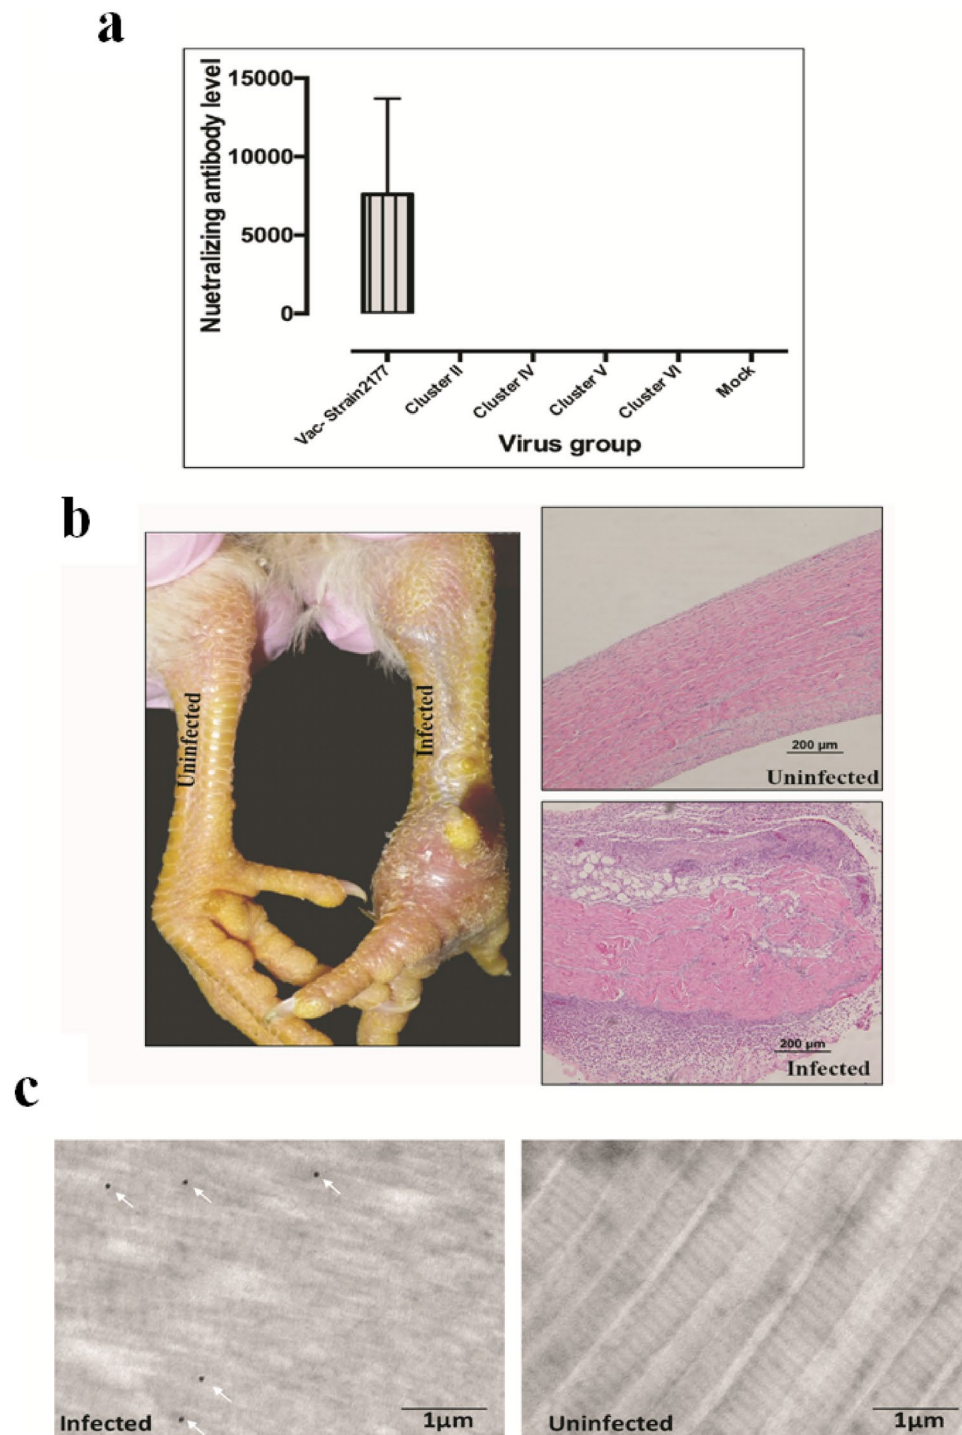 a
Nuetralizing antibody level
15000
10000
5000
0
Vac- Strain2177
Cluster II
Cluster IV
Cluster V
Cluster VI
Mock
Virus group
b
Uninfected
Infected
200 µm
Uninfected
200 µm
Infected
c
Infected
1µm
Uninfected
1µm